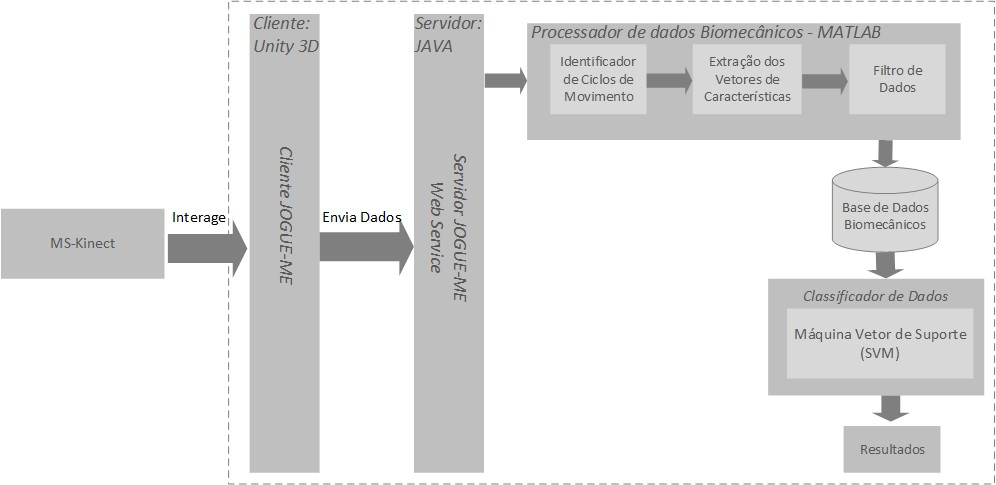 MS-Kinect
Interage
Cliente:
Unity 3D
Cliente JOGUE-ME
Envia Dados
Servidor:
JAVA
Servidor JOGUE-ME
Web Service
Processador de dados Biomecânicos - MATLAB
Identificador
de Ciclos de
Movimento
Extração dos
Vetores de
Características
Filtro de
Dados
Base de Dados
Biomecânicos
Classificador de Dados
Máquina Vetor de Suporte
(SVM)
Resultados